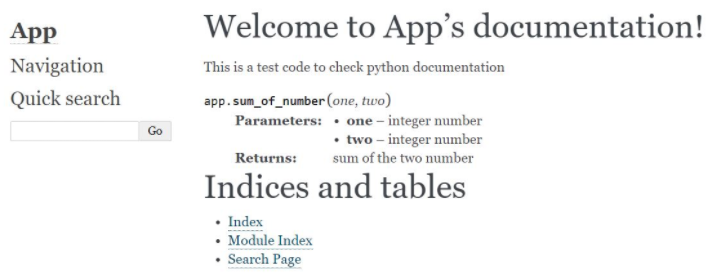 App
Navigation
Quick search
Go
Welcome to App's documentation!
This is a test code to check python documentation
app.sum_of_number(one, two)
Parameters: • one – integer number
• two – integer number
Returns: sum of the two number
Indices and tables
• Index
• Module Index
• Search Page